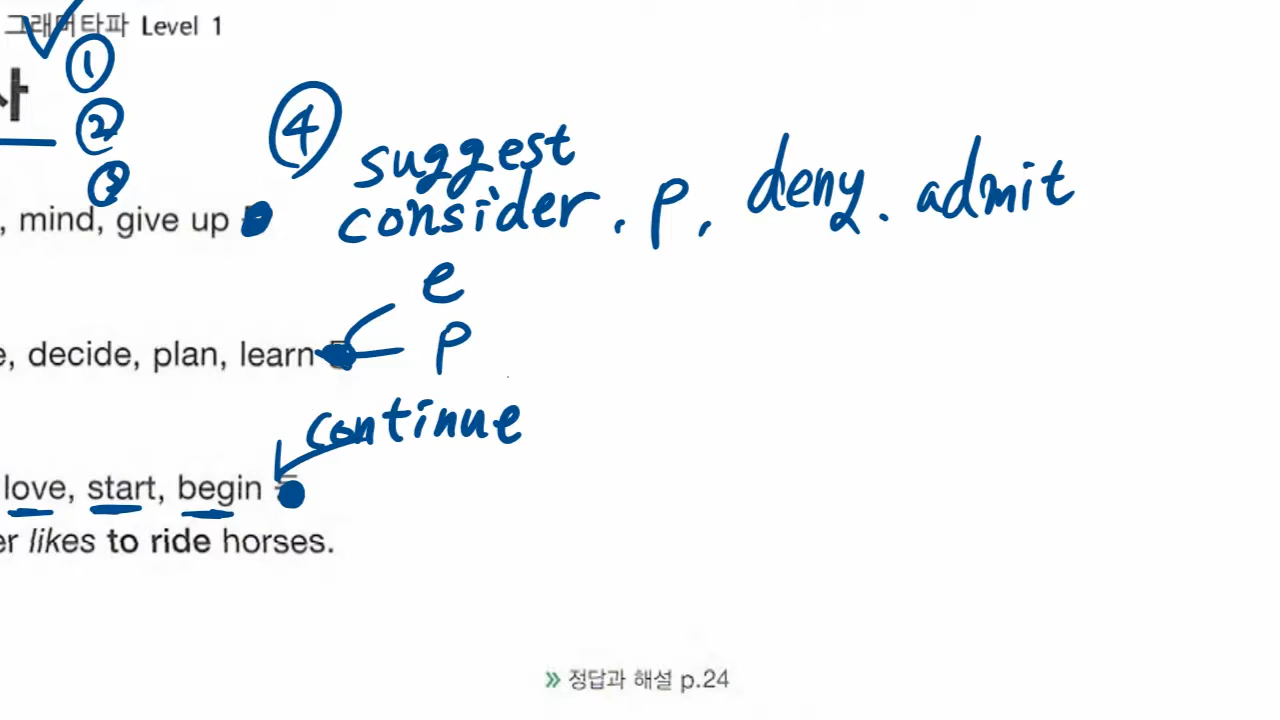 그래머타파 Level 1
①
②
③
④
suggest
, mind, give up
consider, p, deny, admit
e
e, decide, plan, learn
p
continue
love, start, begin
er likes to ride horses.
» 정답과 해설 p.24